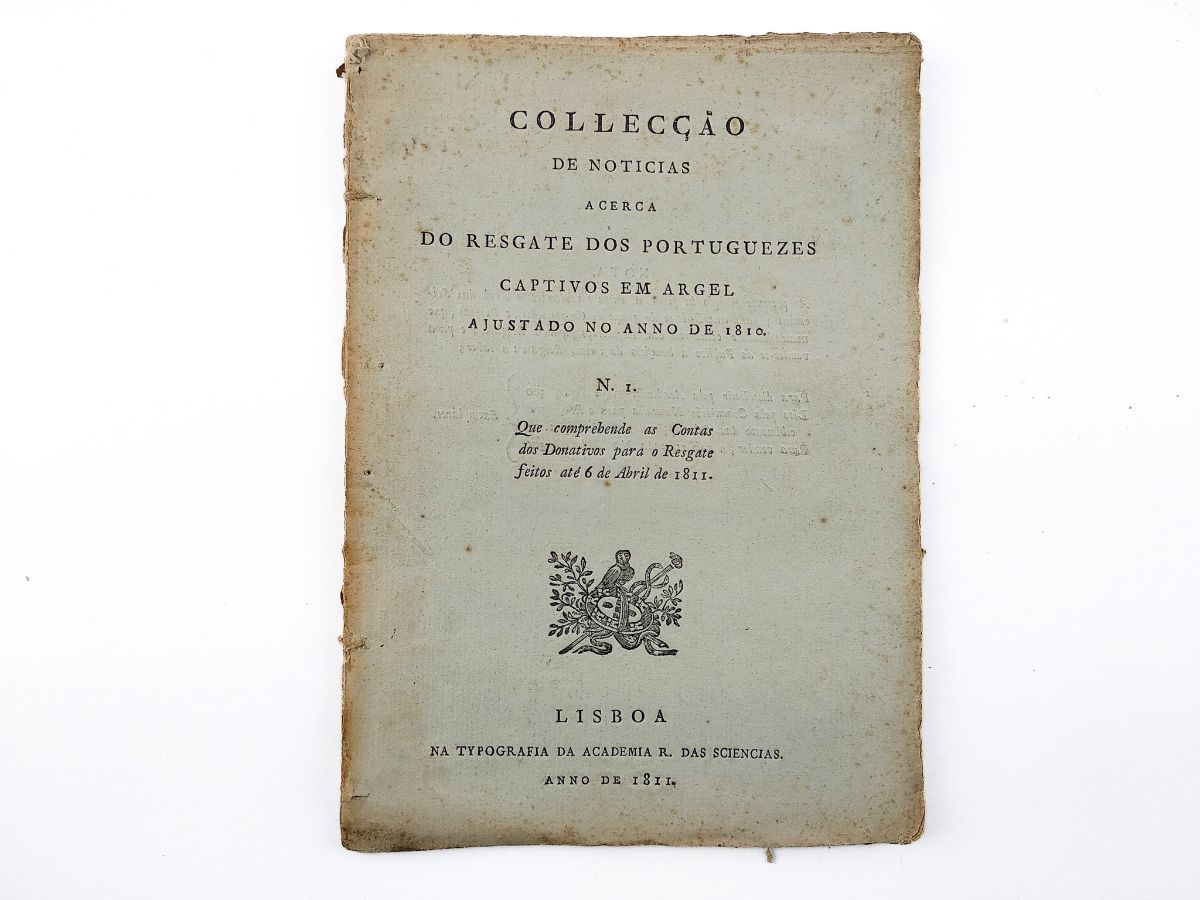 COLLECÇÃO
DE NOTICIAS
ACERCA
DO RESGATE DOS PORTUGUEZES
CAPTIVOS EM ARGEL
AJUSTADO NO ANNO DE 1810.
N. 1.
Que comprehende as Contas
dos Donativos para o Resgate
feitos até 6 de Abril de 1811.
LISBOA
NA TYPOGRAFIA DA ACADEMIA R. DAS SCIENCIAS.
ANNO DE 1811.